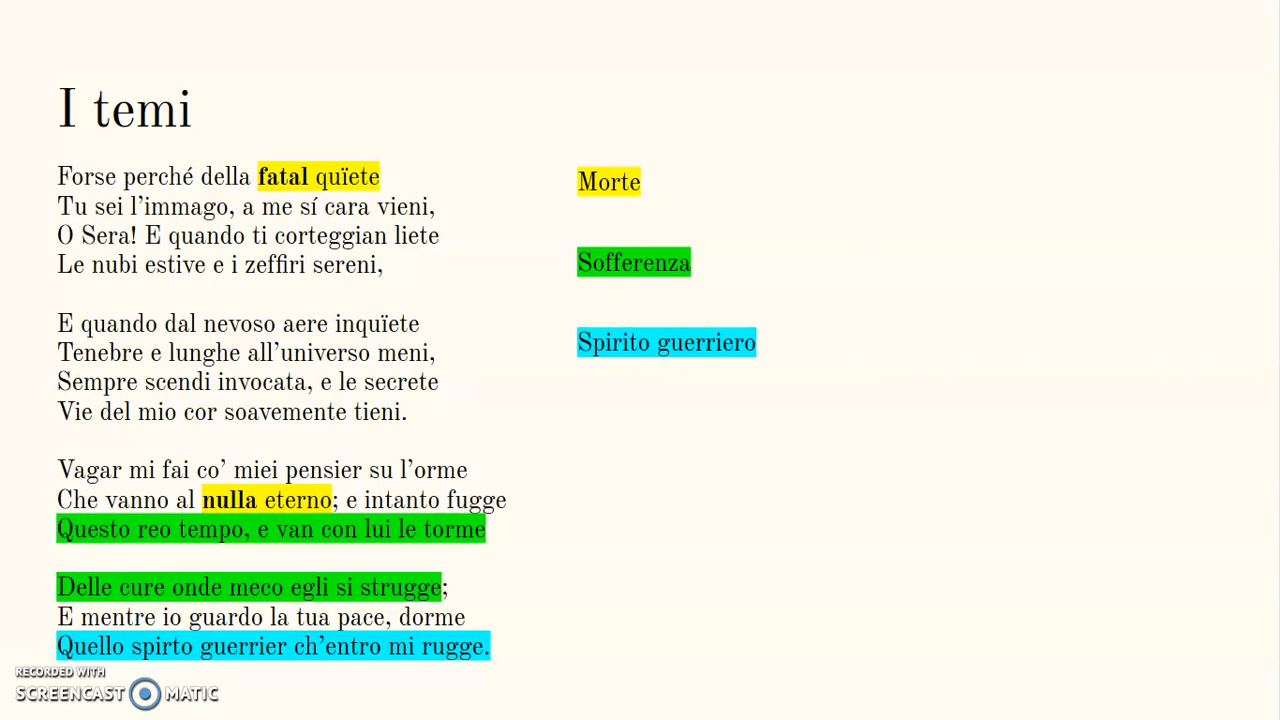 I temi
Forse perché della fatal quïete
Tu sei l’immago, a me sí cara vieni,
O Sera! E quando ti corteggian liete
Le nubi estive e i zeffiri sereni,
E quando dal nevoso aere inquïete
Tenebre e lunghe all’universo meni,
Sempre scendi invocata, e le secrete
Vie del mio cor soavemente tieni.
Vagar mi fai co’ miei pensier su l’orme
Che vanno al nulla eterno; e intanto fugge
Questo reo tempo, e van con lui le torme
Delle cure onde meco egli si strugge;
E mentre io guardo la tua pace, dorme
Quello spirto guerrier ch’entro mi rugge.
Morte
Sofferenza
Spirito guerriero
RECORDED WITH
SCREENCAST MATIC